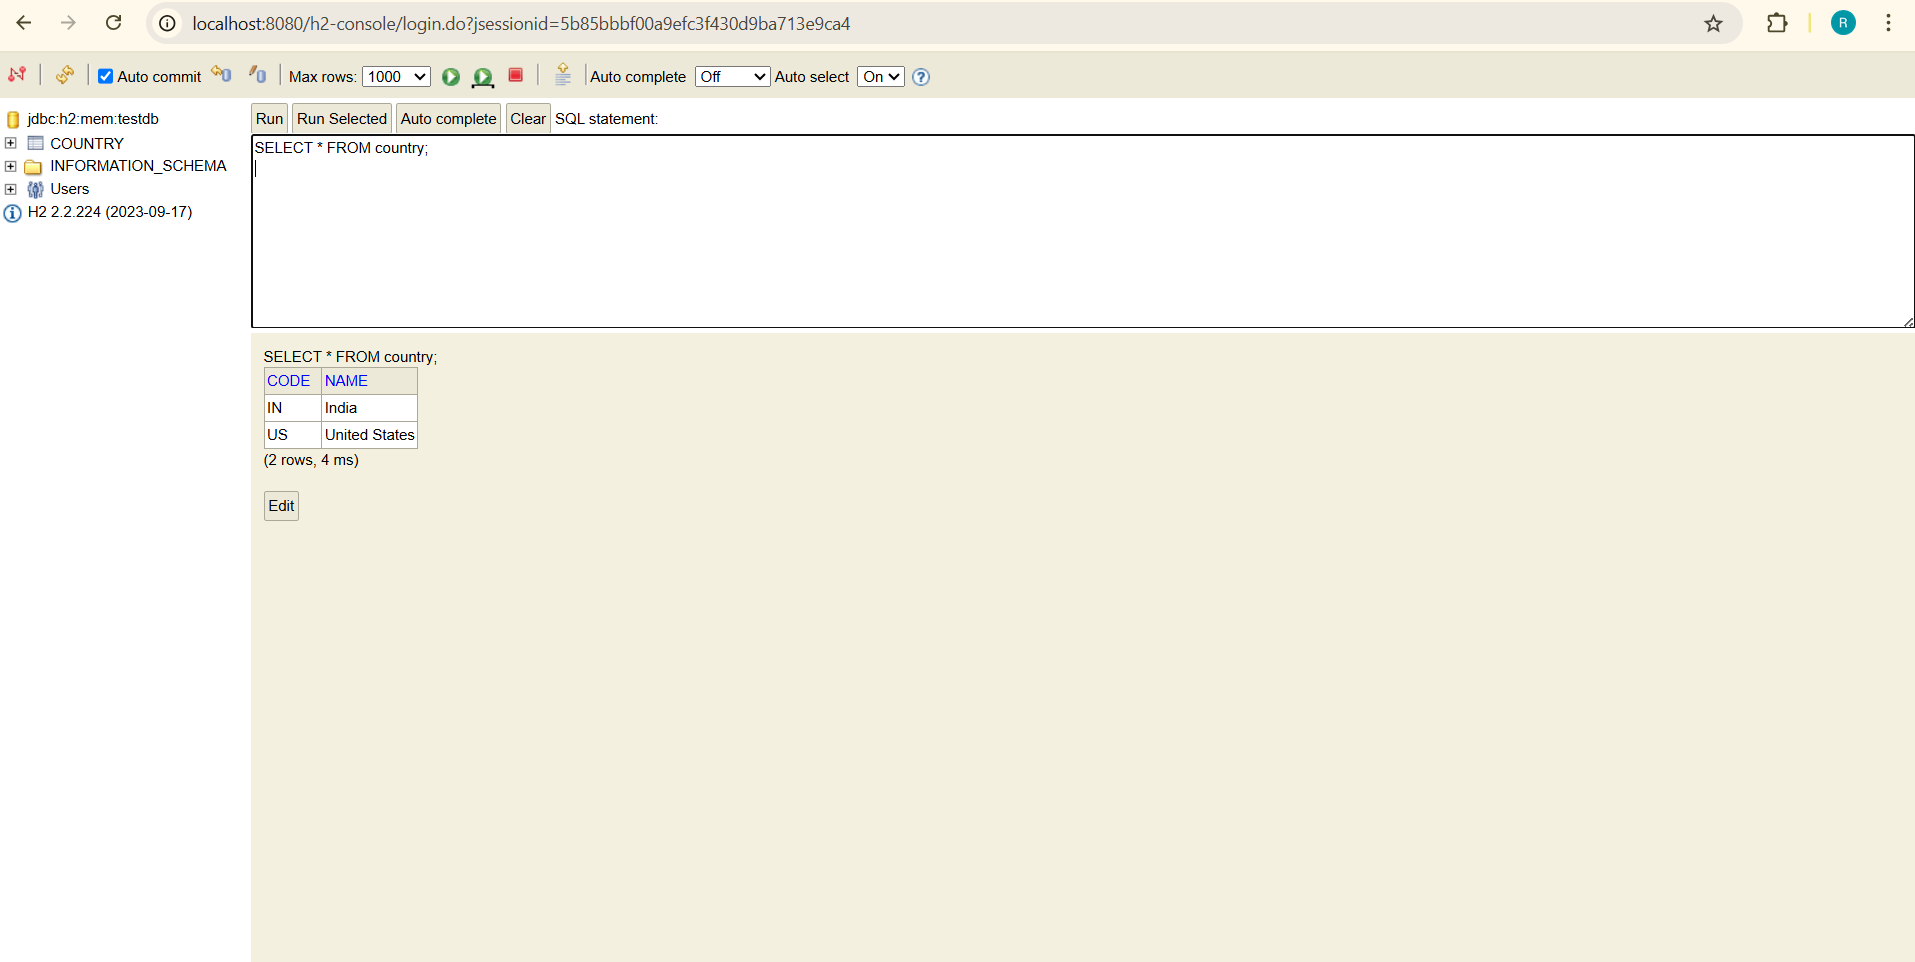 localhost:8080/h2-console/login.do?jsessionid=5b85bbbf00a9efc3f430d9ba713e9ca4
R
Auto commit Max rows: 1000 Auto complete Off Auto select On ?
jdbc:h2:mem:testdb
COUNTRY
INFORMATION_SCHEMA
Users
H2 2.2.224 (2023-09-17)
Run Run Selected Auto complete Clear SQL statement:
SELECT * FROM country;
SELECT * FROM country;
CODE NAME
IN India
US United States
(2 rows, 4 ms)
Edit